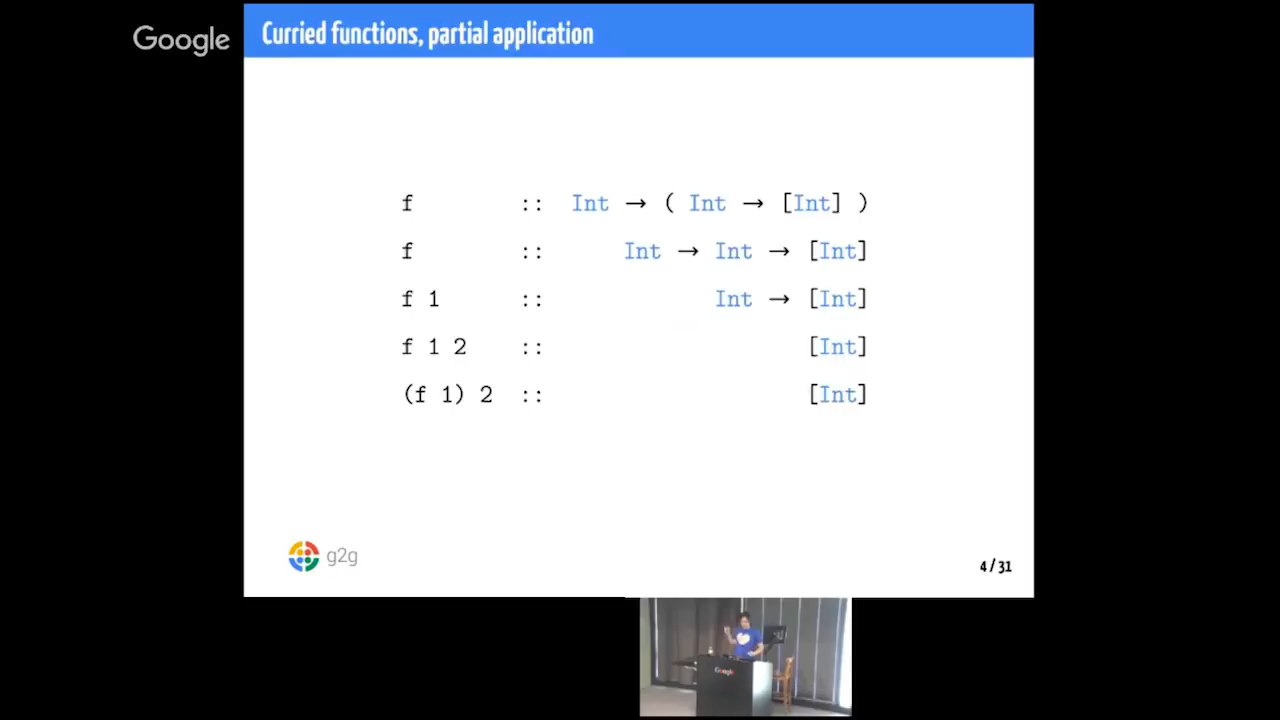 Google
Curried functions, partial application
f :: Int → ( Int → [Int] )
f :: Int → Int → [Int]
f 1 :: Int → [Int]
f 1 2 :: [Int]
(f 1) 2 :: [Int]
g2g
4 / 31
Google